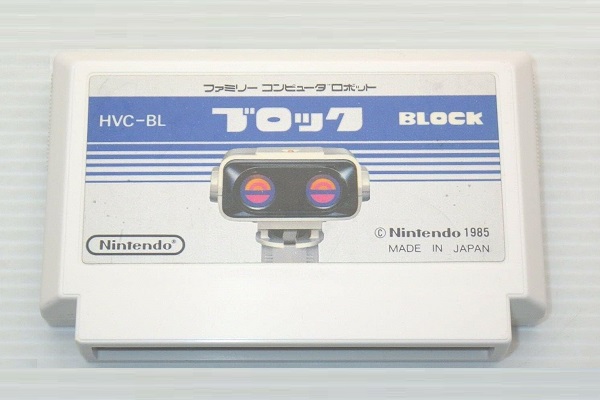 ファミリー コンピュータ ロボット
HVC-BL ブロック BLOCK
Nintendo®
© Nintendo 1985
MADE IN JAPAN